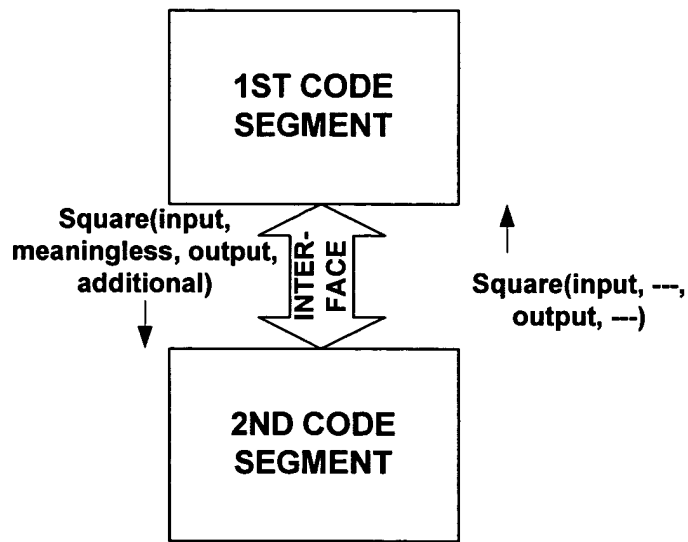 1ST CODE
SEGMENT
Square(input,
meaningless, output,
additional)
INTER-
FACE
Square(input, ---,
output, ---)
2ND CODE
SEGMENT